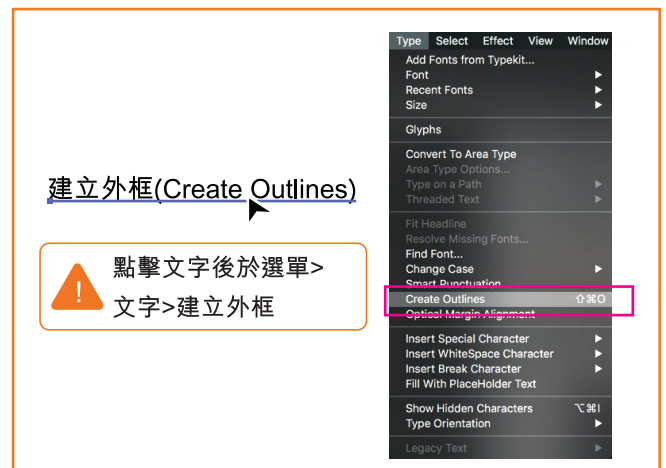 建立外框(Create Outlines)
!
點擊文字後於選單>
文字>建立外框
Type Select Effect View Window
Add Fonts from Typekit...
Font
Recent Fonts
Size
Glyphs
Convert To Area Type
Area Type Options...
Type on a Path
Threaded Text
Fit Headline
Resolve Missing Fonts...
Find Font...
Change Case
Smart Punctuation
Create Outlines ⇧⌘O
Optical Margin Alignment
Insert Special Character
Insert WhiteSpace Character
Insert Break Character
Fill With PlaceHolder Text
Show Hidden Characters ⌥⌘I
Type Orientation
Legacy Text